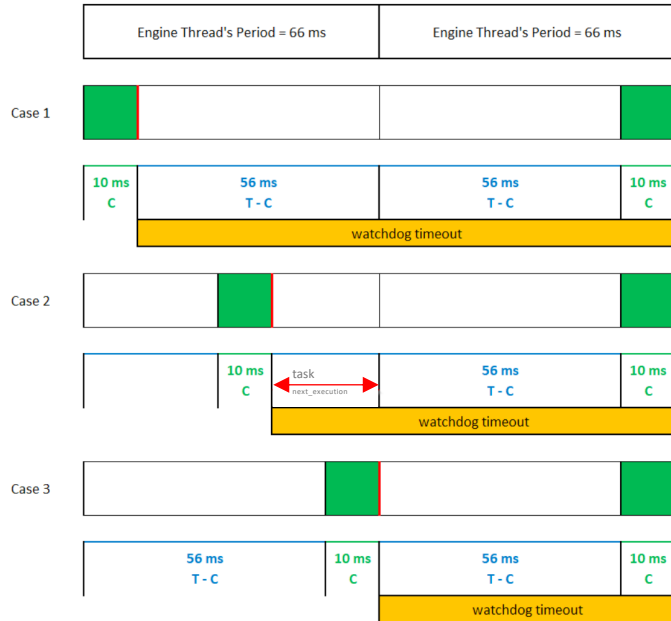 Engine Thread's Period = 66 ms
Engine Thread's Period = 66 ms
Case 1
10 ms
C
56 ms
T - C
56 ms
T - C
10 ms
C
watchdog timeout
Case 2
10 ms
C
task
next_execution
56 ms
T - C
10 ms
C
watchdog timeout
Case 3
56 ms
T - C
10 ms
C
56 ms
T - C
10 ms
C
watchdog timeout